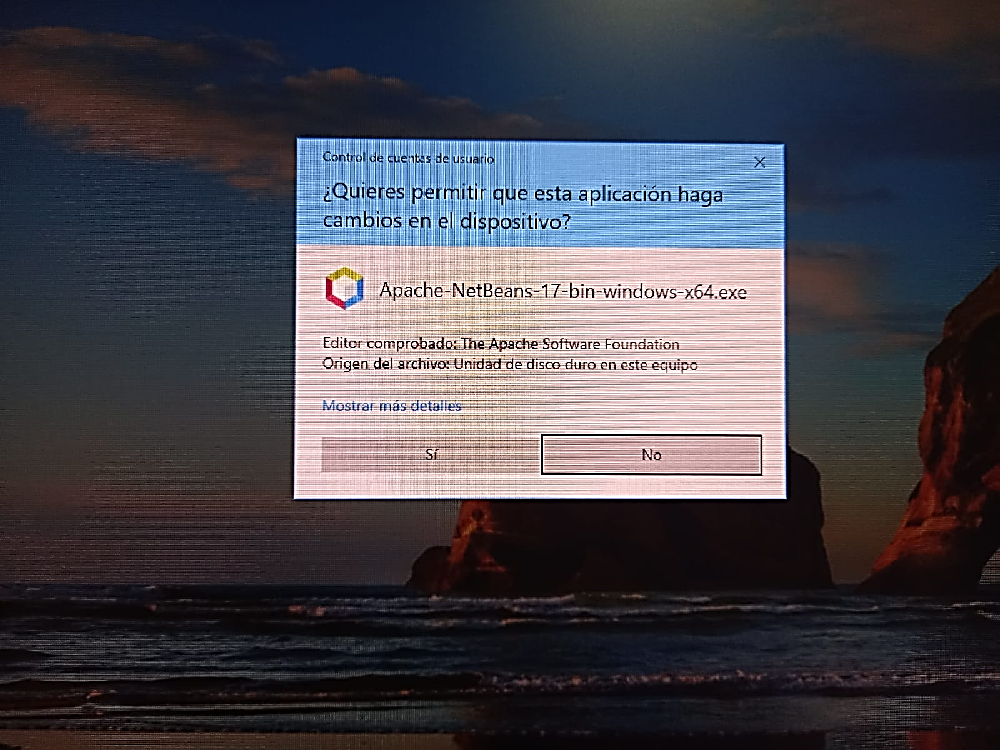 Control de cuentas de usuario
¿Quieres permitir que esta aplicación haga
cambios en el dispositivo?
Apache-NetBeans-17-bin-windows-x64.exe
Editor comprobado: The Apache Software Foundation
Origen del archivo: Unidad de disco duro en este equipo
Mostrar más detalles
Sí
No